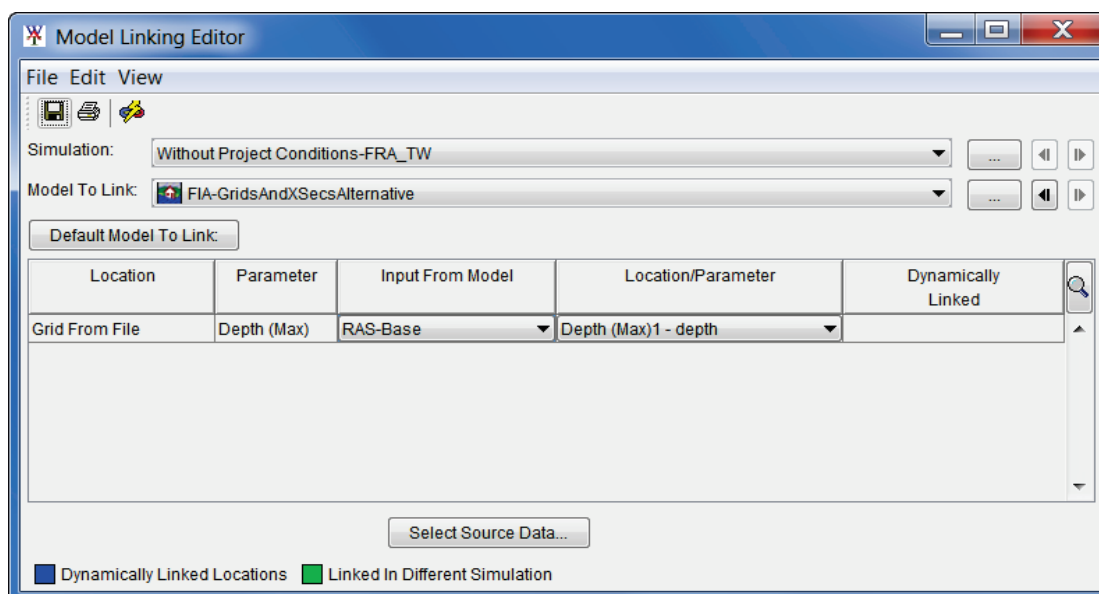 Model Linking Editor
File Edit View
Simulation: Without Project Conditions-FRA_TW ...
Model To Link: FIA-GridsAndXSecsAlternative ...
Default Model To Link:
Location Parameter Input From Model Location/Parameter Dynamically
Linked
Grid From File Depth (Max) RAS-Base Depth (Max)1 - depth
Select Source Data...
Dynamically Linked Locations Linked In Different Simulation